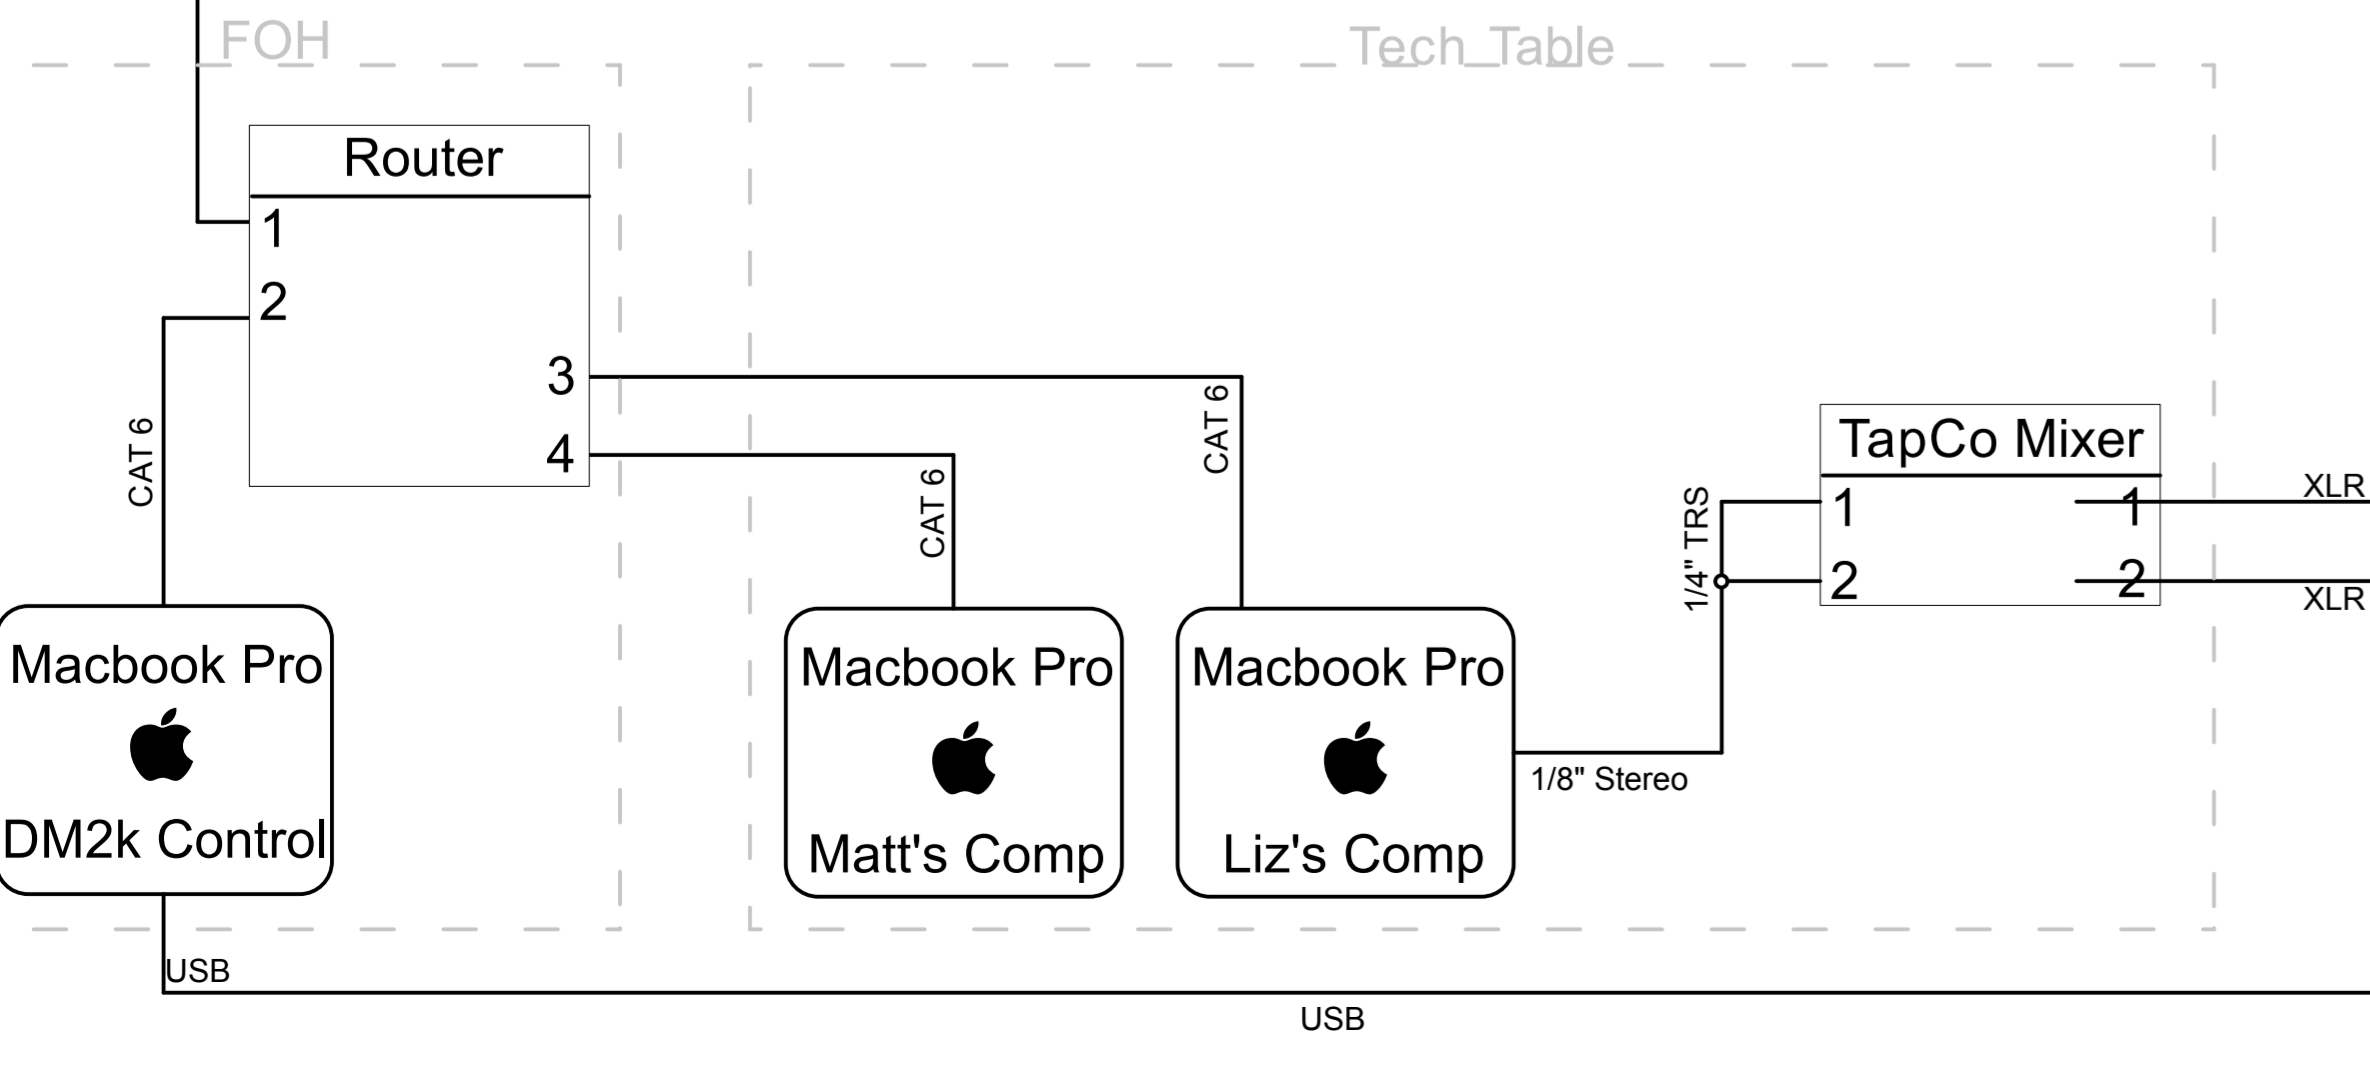 FOH
Tech Table
Router
1
2
3
4
CAT 6
CAT 6
CAT 6
TapCo Mixer
1
1
2
2
XLR
XLR
1/4" TRS
Macbook Pro
DM2k Control
Macbook Pro
Matt's Comp
Macbook Pro
Liz's Comp
1/8" Stereo
USB
USB